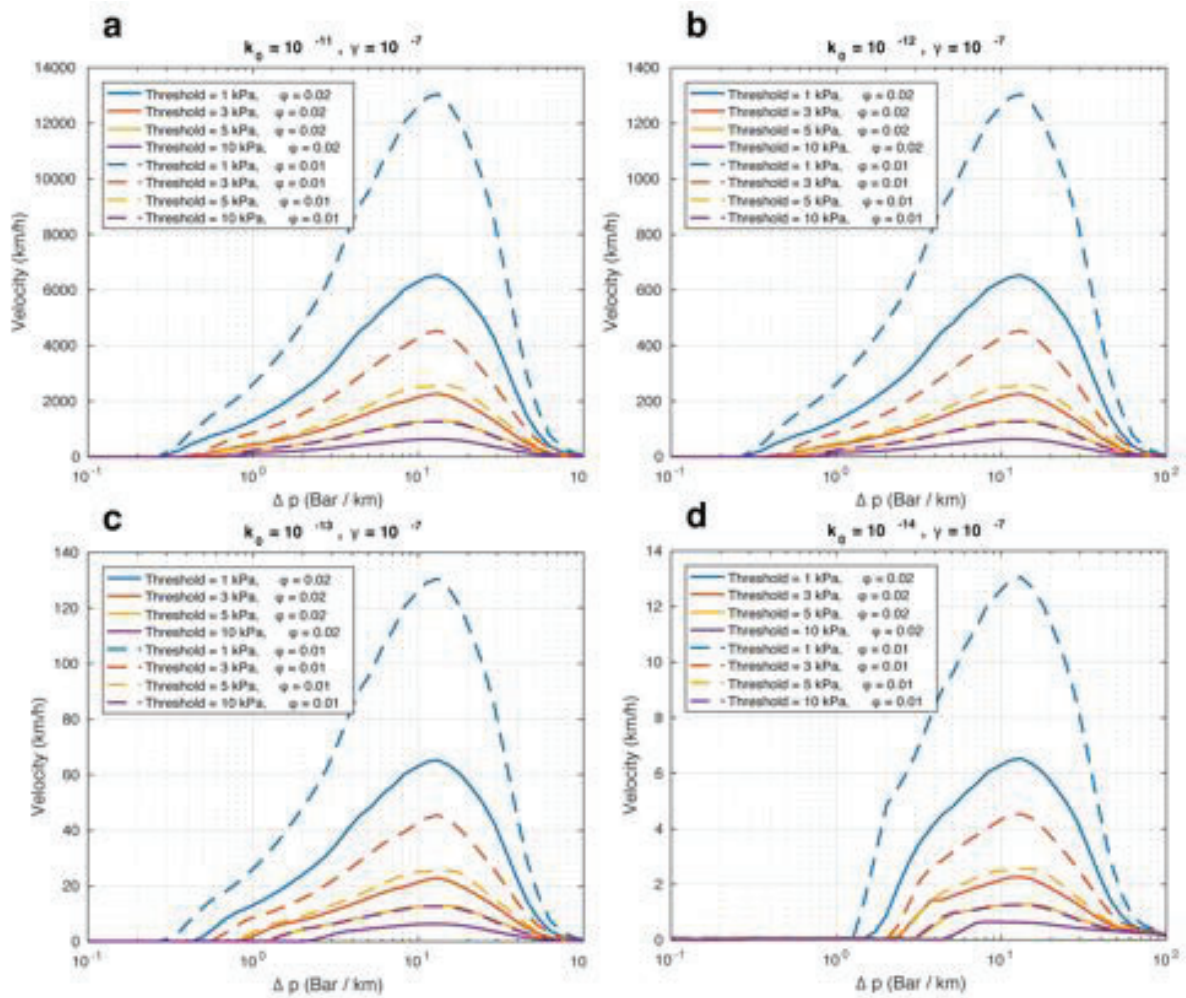 a
k₀ = 10 ⁻¹¹ , γ = 10 ⁻⁷
14000
12000
10000
8000
6000
4000
2000
0
Velocity (km/h)
Threshold = 1 kPa, φ = 0.02
Threshold = 3 kPa, φ = 0.02
Threshold = 5 kPa, φ = 0.02
Threshold = 10 kPa, φ = 0.02
Threshold = 1 kPa, φ = 0.01
Threshold = 3 kPa, φ = 0.01
Threshold = 5 kPa, φ = 0.01
Threshold = 10 kPa, φ = 0.01
10⁻¹ 10⁰ 10¹ 10
Δ p (Bar / km)
b
k₀ = 10 ⁻¹² , γ = 10 ⁻⁷
1400
1200
1000
800
600
400
200
0
Velocity (km/h)
Threshold = 1 kPa, φ = 0.02
Threshold = 3 kPa, φ = 0.02
Threshold = 5 kPa, φ = 0.02
Threshold = 10 kPa, φ = 0.02
Threshold = 1 kPa, φ = 0.01
Threshold = 3 kPa, φ = 0.01
Threshold = 5 kPa, φ = 0.01
Threshold = 10 kPa, φ = 0.01
10⁻¹ 10⁰ 10¹ 10²
Δ p (Bar / km)
c
k₀ = 10 ⁻¹³ , γ = 10 ⁻⁷
140
120
100
80
60
40
20
0
Velocity (km/h)
Threshold = 1 kPa, φ = 0.02
Threshold = 3 kPa, φ = 0.02
Threshold = 5 kPa, φ = 0.02
Threshold = 10 kPa, φ = 0.02
Threshold = 1 kPa, φ = 0.01
Threshold = 3 kPa, φ = 0.01
Threshold = 5 kPa, φ = 0.01
Threshold = 10 kPa, φ = 0.01
10⁻¹ 10⁰ 10¹ 10
Δ p (Bar / km)
d
k₀ = 10 ⁻¹⁴ , γ = 10 ⁻⁷
14
12
10
8
6
4
2
0
Velocity (km/h)
Threshold = 1 kPa, φ = 0.02
Threshold = 3 kPa, φ = 0.02
Threshold = 5 kPa, φ = 0.02
Threshold = 10 kPa, φ = 0.02
Threshold = 1 kPa, φ = 0.01
Threshold = 3 kPa, φ = 0.01
Threshold = 5 kPa, φ = 0.01
Threshold = 10 kPa, φ = 0.01
10⁻¹ 10⁰ 10¹ 10²
Δ p (Bar / km)